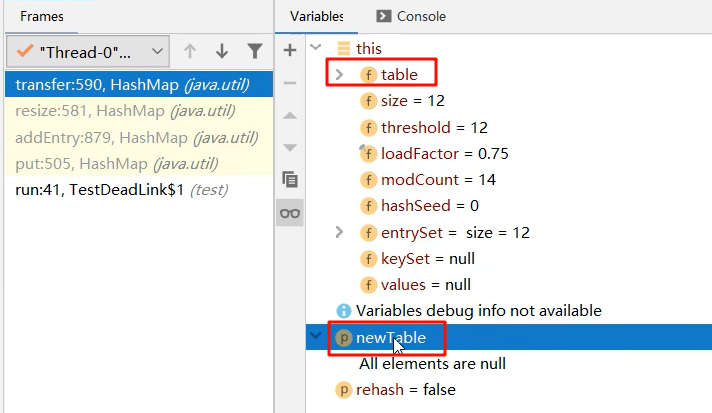 Frames
"Thread-0"...
transfer:590, HashMap (java.util)
resize:581, HashMap (java.util)
addEntry:879, HashMap (java.util)
put:505, HashMap (java.util)
run:41, TestDeadLink$1 (test)
Variables
Console
this
f table
f size = 12
f threshold = 12
f loadFactor = 0.75
f modCount = 14
f hashSeed = 0
f entrySet = size = 12
f keySet = null
f values = null
Variables debug info not available
p newTable
All elements are null
p rehash = false